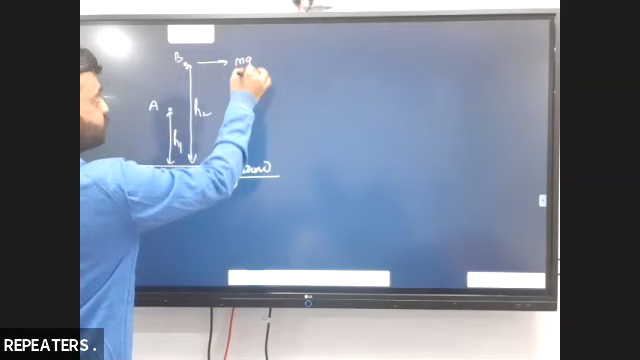 B → mg
A
h₂
h₁
REPEATERS .